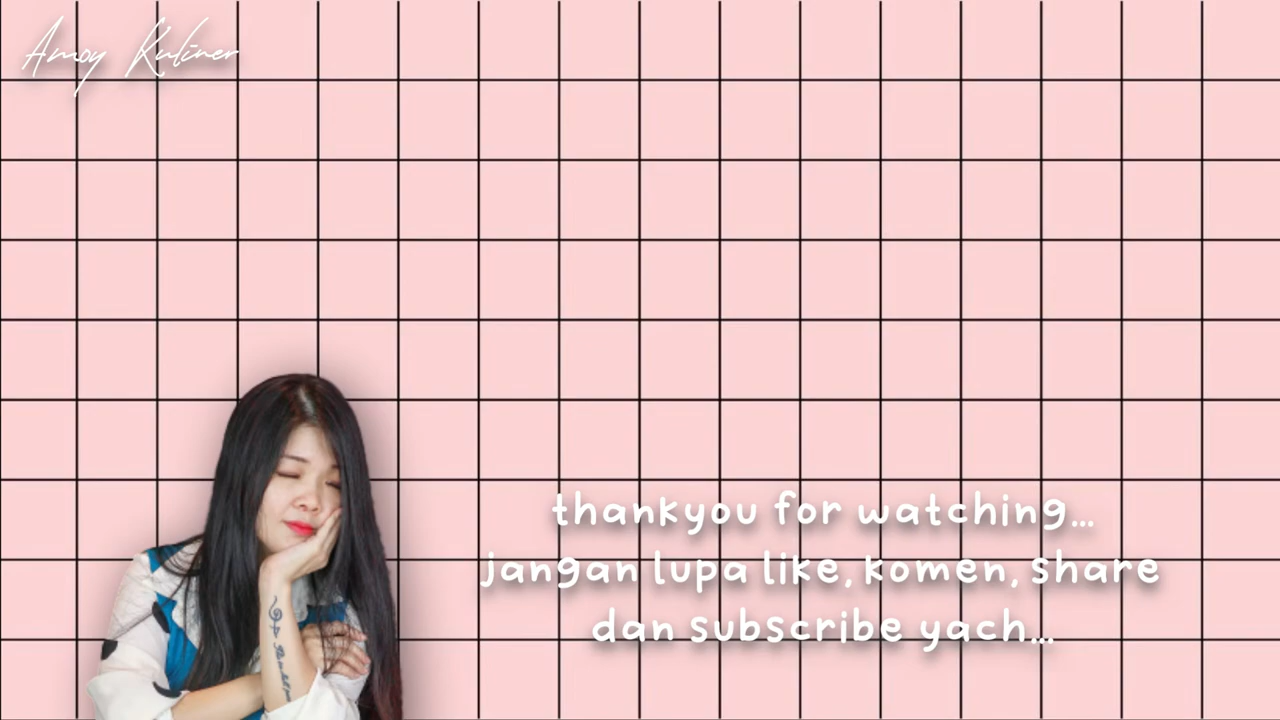 Amoy Kuliner
thankyou for watching...
jangan lupa like, komen, share
dan subscribe yach...